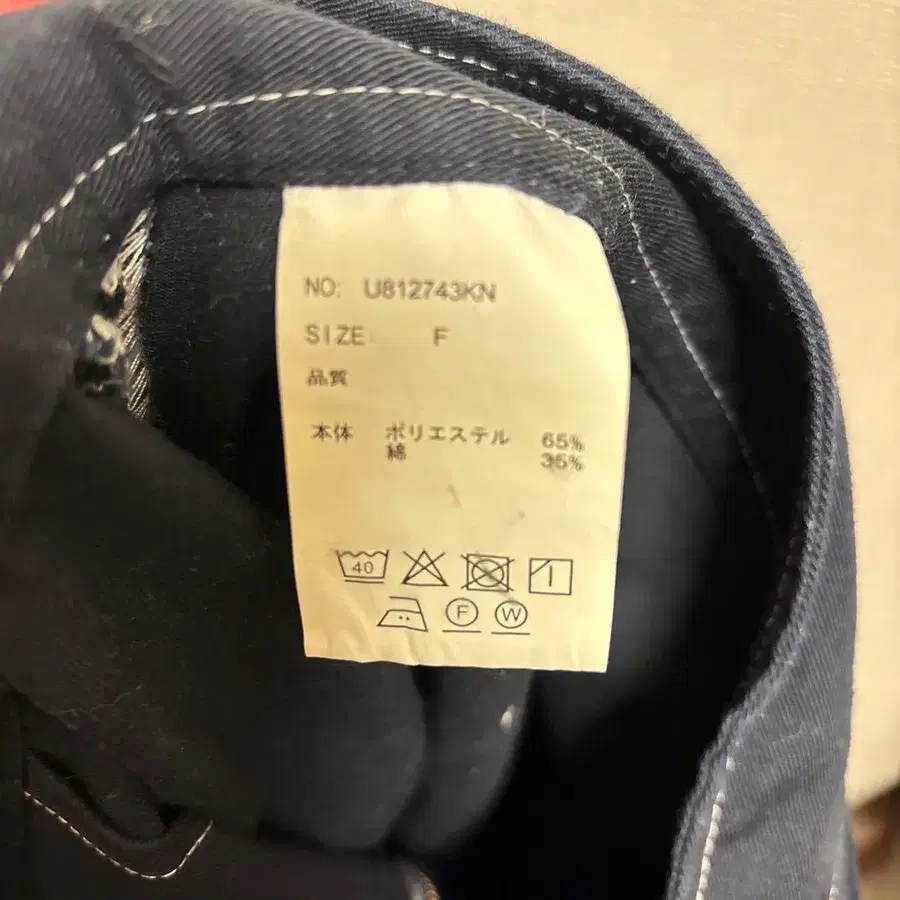 NO: U812743KN
SIZE F
品質
本体 ポリエステル 65%
綿 35%
40
F W